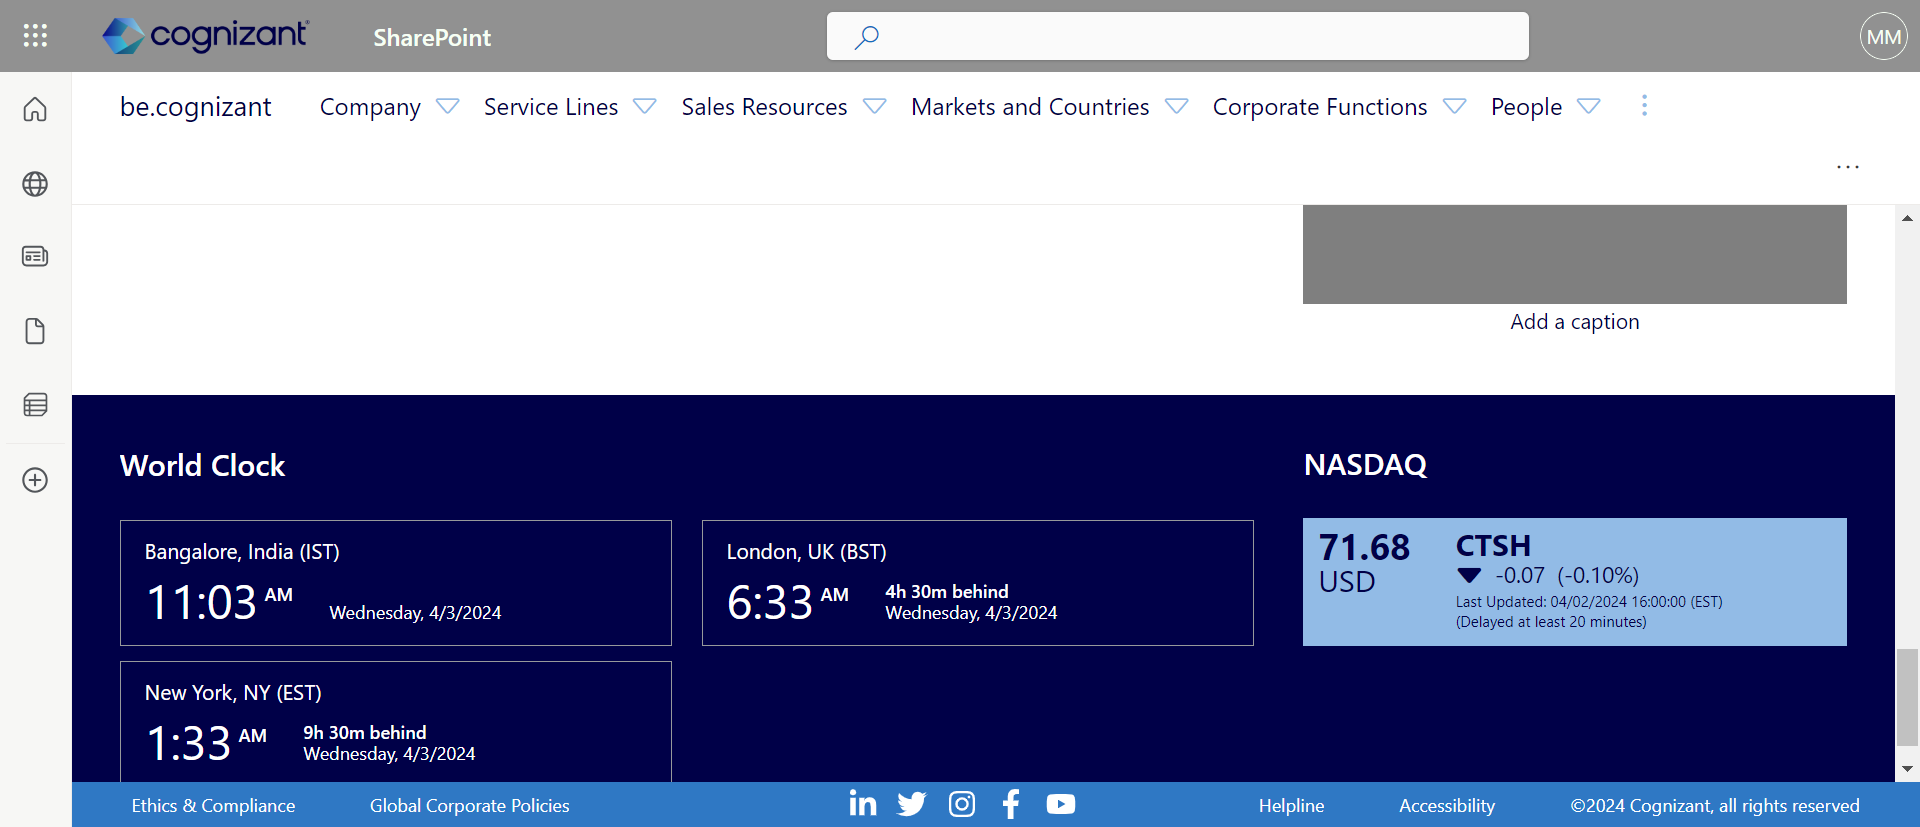 cognizant
SharePoint
MM
be.cognizant
Company
Service Lines
Sales Resources
Markets and Countries
Corporate Functions
People
...
Add a caption
World Clock
NASDAQ
Bangalore, India (IST)
11:03 AM
Wednesday, 4/3/2024
London, UK (BST)
6:33 AM
4h 30m behind
Wednesday, 4/3/2024
71.68
USD
CTSH
-0.07 (-0.10%)
Last Updated: 04/02/2024 16:00:00 (EST)
(Delayed at least 20 minutes)
New York, NY (EST)
1:33 AM
9h 30m behind
Wednesday, 4/3/2024
Ethics & Compliance
Global Corporate Policies
Helpline
Accessibility
©2024 Cognizant, all rights reserved